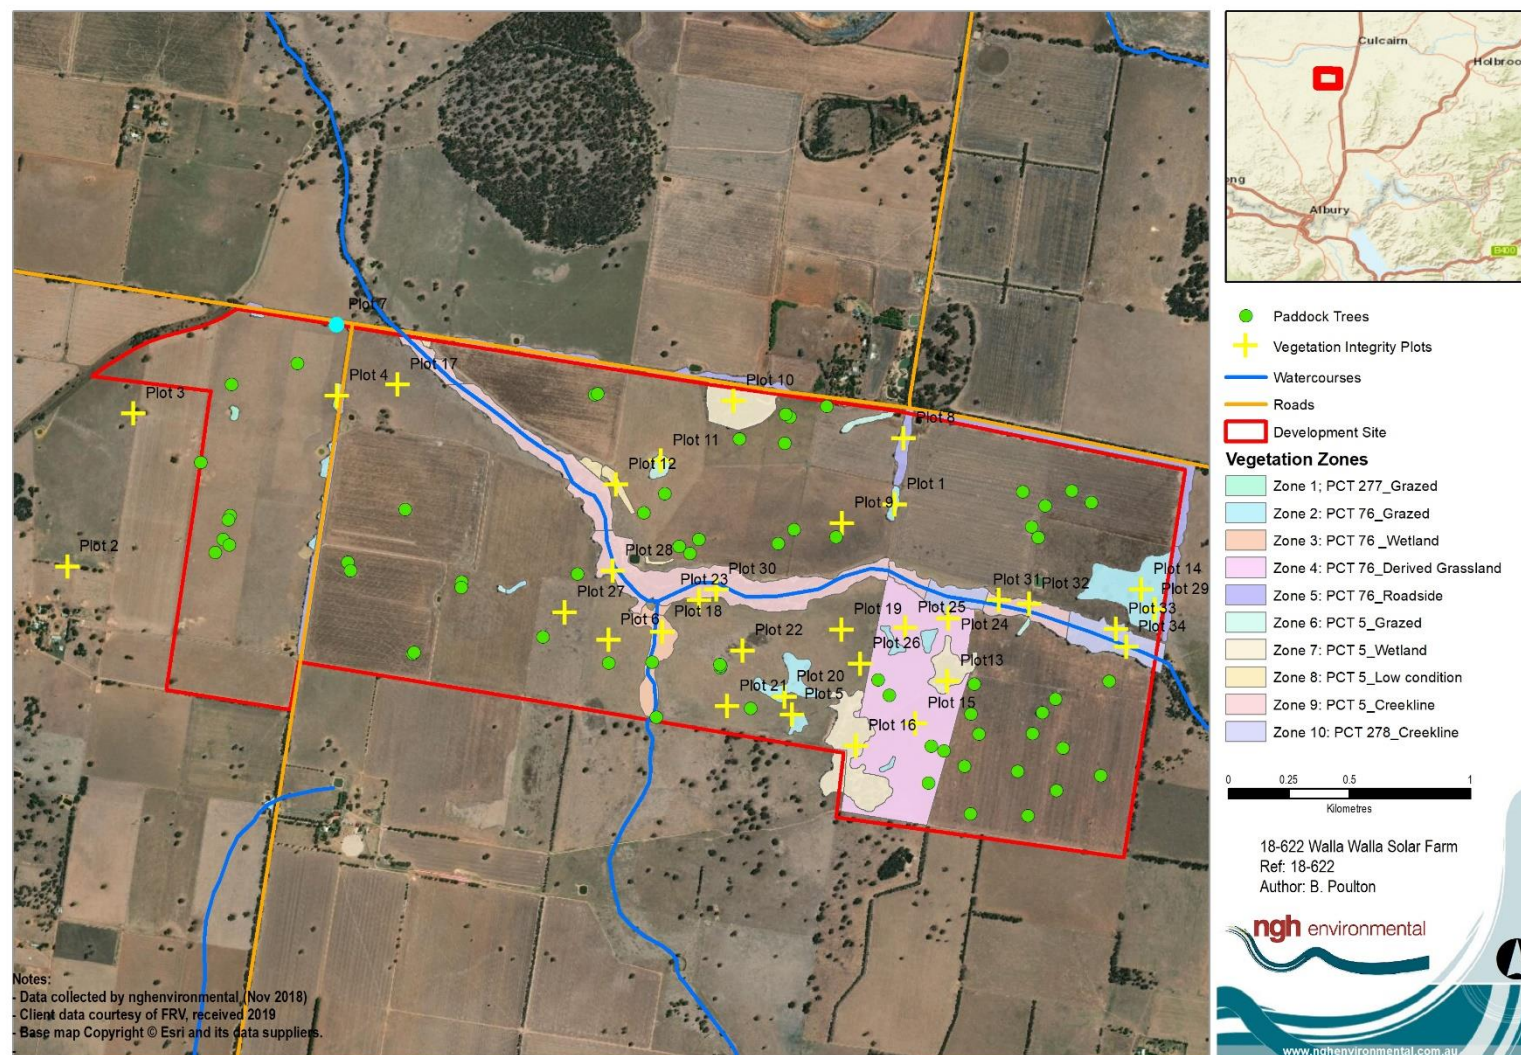 Culcairn
Holbroo
ng
Albury
B400
Plot 7
Plot 17
Plot 4
Plot 3
Plot 10
Plot 8
Plot 11
Plot 12
Plot 1
Plot 9
Plot 2
Plot 28
Plot 30
Plot 23
Plot 31
Plot 32
Plot 14
Plot 29
Plot 27
Plot 18
Plot 19
Plot 25
Plot 33
Plot 6
Plot 24
Plot 34
Plot 22
Plot 26
Plot13
Plot 20
Plot 21
Plot 5
Plot 15
Plot 16
Paddock Trees
Vegetation Integrity Plots
Watercourses
Roads
Development Site
Vegetation Zones
Zone 1; PCT 277_Grazed
Zone 2: PCT 76_Grazed
Zone 3: PCT 76 _Wetland
Zone 4: PCT 76_Derived Grassland
Zone 5: PCT 76_Roadside
Zone 6: PCT 5_Grazed
Zone 7: PCT 5_Wetland
Zone 8: PCT 5_Low condition
Zone 9: PCT 5_Creekline
Zone 10: PCT 278_Creekline
0 0.25 0.5 1
Kilometres
18-622 Walla Walla Solar Farm
Ref: 18-622
Author: B. Poulton
ngh environmental
www.nghenvironmental.com.au
Notes:
- Data collected by nghenvironmental (Nov 2018)
- Client data courtesy of FRV, received 2019
- Base map Copyright © Esri and its data suppliers.
-